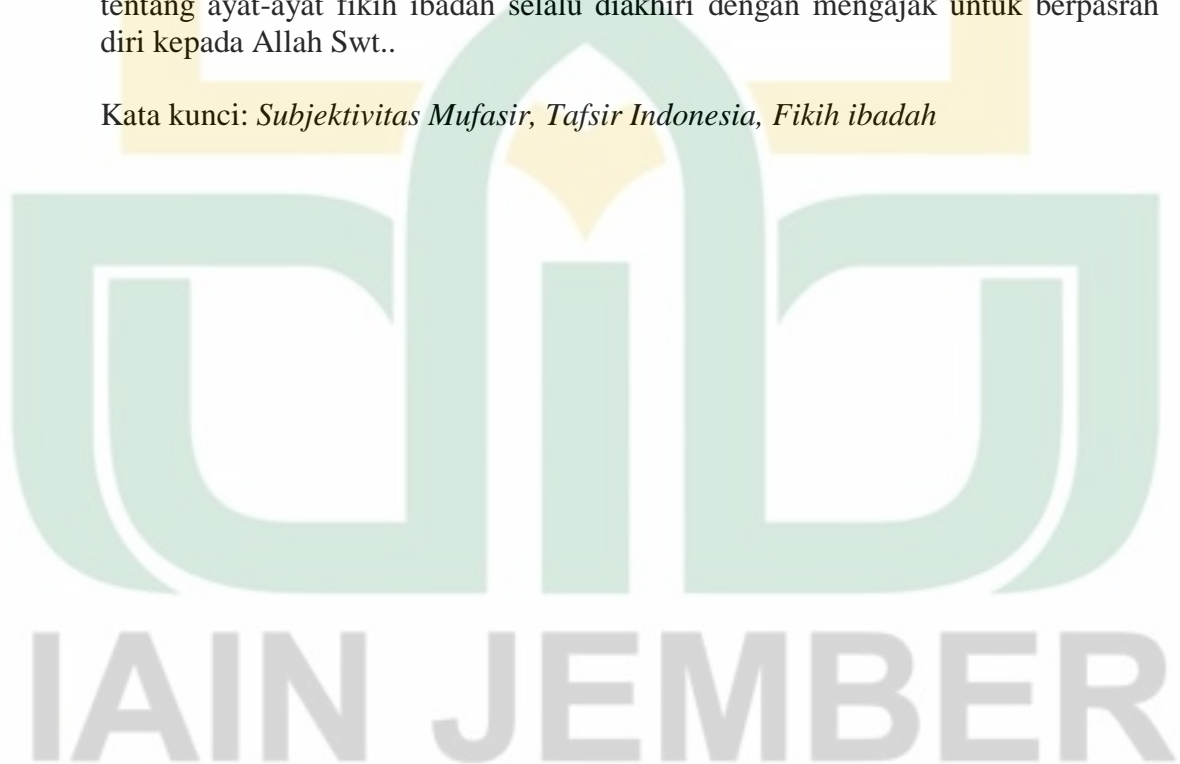 tentang ayat-ayat fikih ibadah selalu diakhiri dengan mengajak untuk berpasrah
diri kepada Allah Swt..
Kata kunci: Subjektivitas Mufasir, Tafsir Indonesia, Fikih ibadah
IAIN JEMBER